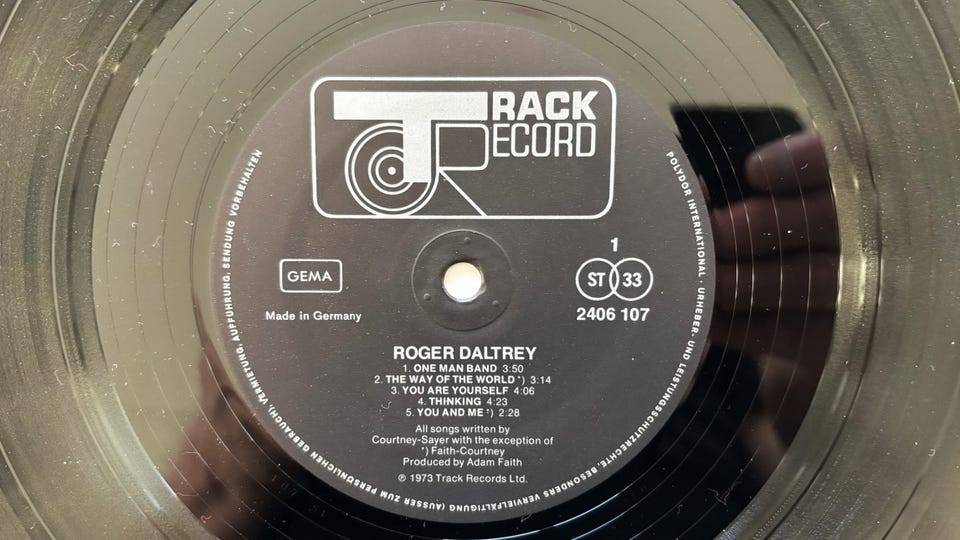 TRACK
RECORD
1
GEMA
ST 33
Made in Germany
2406 107
ROGER DALTREY
1. ONE MAN BAND 3:50
2. THE WAY OF THE WORLD *) 3:14
3. YOU ARE YOURSELF 4:06
4. THINKING 4:23
5. YOU AND ME *) 2:28
All songs written by
Courtney-Sayer with the exception of
*) Faith-Courtney
Produced by Adam Faith
℗ 1973 Track Records Ltd.
POLYDOR INTERNATIONAL · URHEBER- UND LEISTUNGSSCHUTZRECHTE, BESONDERS VERVIELFÄLTIGUNG (AUSSER ZUM PERSÖNLICHEN GEBRAUCH), VERMIETUNG, AUFFÜHRUNG, SENDUNG VORBEHALTEN